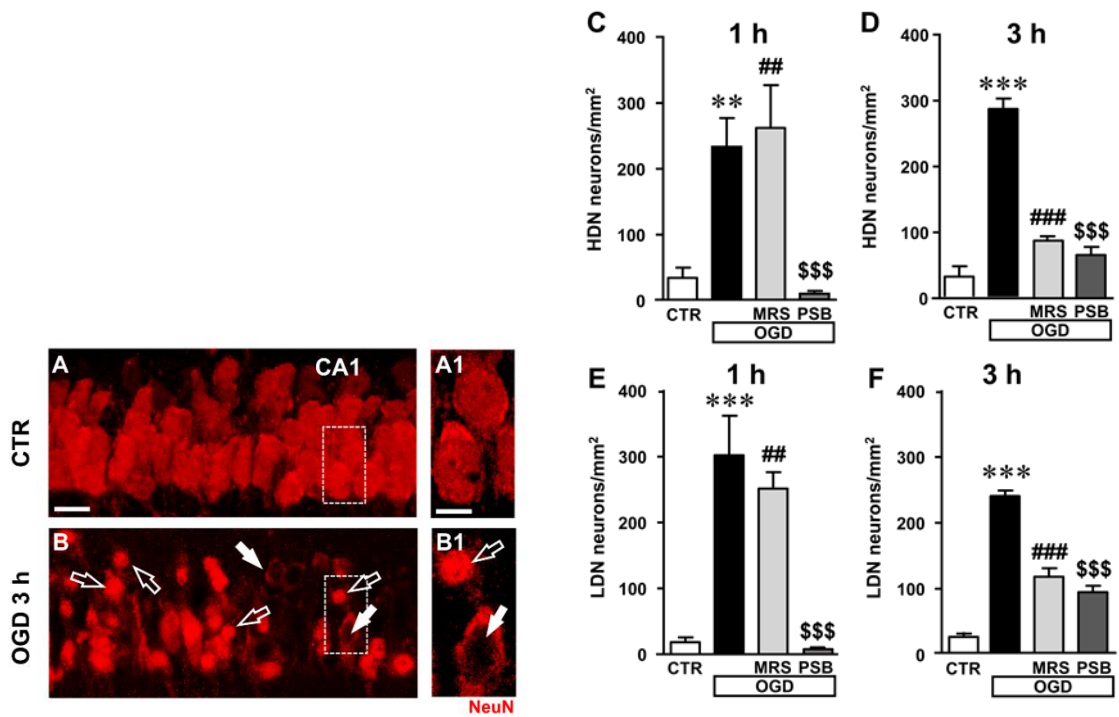 C
1 h
HDN neurons/mm²
400
300
200
100
0
**
##
$$$
CTR
MRS PSB
OGD
D
3 h
HDN neurons/mm²
400
300
200
100
0
***
###
$$$
CTR
MRS PSB
OGD
A
CA1
A1
CTR
B
B1
OGD 3 h
NeuN
E
1 h
LDN neurons/mm²
400
300
200
100
0
***
##
$$$
CTR
MRS PSB
OGD
F
3 h
LDN neurons/mm²
400
300
200
100
0
***
###
$$$
CTR
MRS PSB
OGD